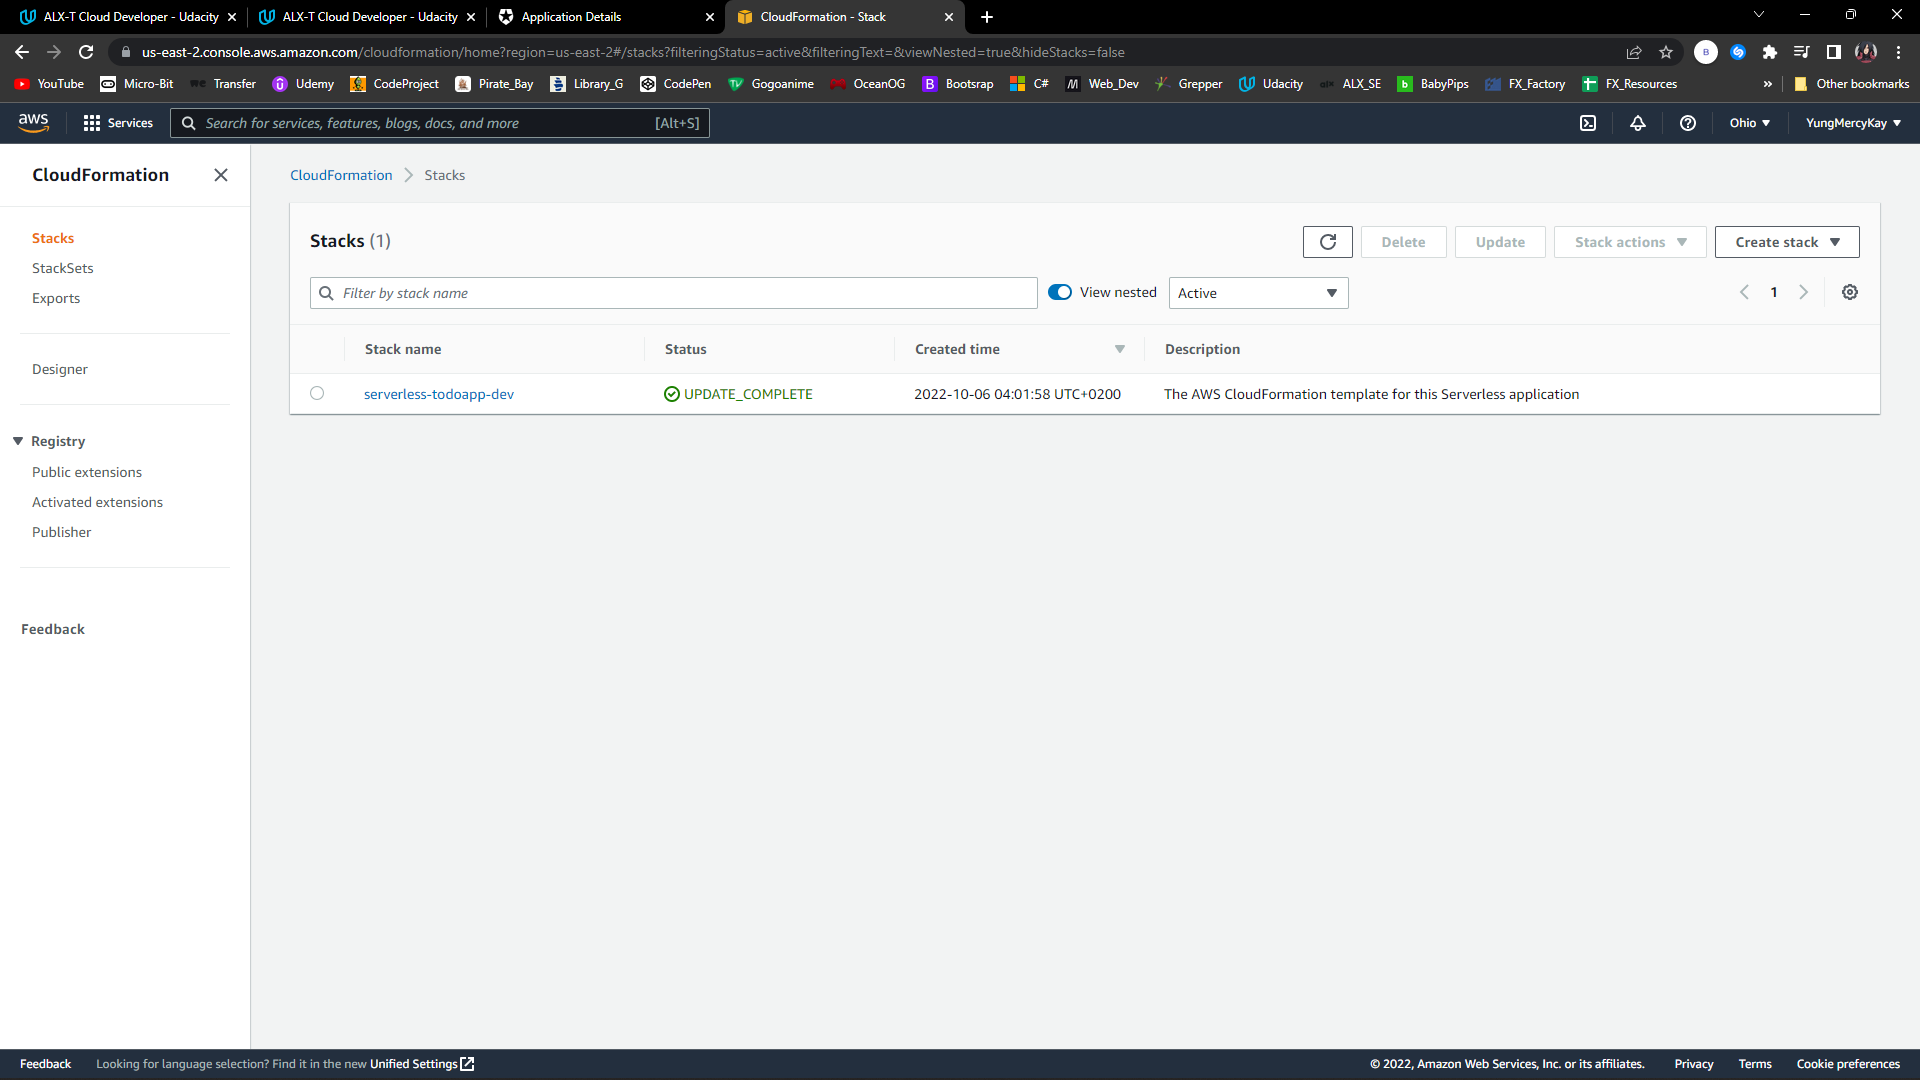 ALX-T Cloud Developer - Udacity
ALX-T Cloud Developer - Udacity
Application Details
CloudFormation - Stack
us-east-2.console.aws.amazon.com/cloudformation/home?region=us-east-2#/stacks?filteringStatus=active&filteringText=&viewNested=true&hideStacks=false
B
YouTube
Micro-Bit
Transfer
Udemy
CodeProject
Pirate_Bay
Library_G
CodePen
Gogoanime
OceanOG
Bootsrap
C#
Web_Dev
Grepper
Udacity
ALX_SE
BabyPips
FX_Factory
FX_Resources
»
Other bookmarks
aws
Services
Search for services, features, blogs, docs, and more
[Alt+S]
Ohio
YungMercyKay
CloudFormation
Stacks
StackSets
Exports
Designer
Registry
Public extensions
Activated extensions
Publisher
Feedback
CloudFormation
Stacks
Stacks (1)
Delete
Update
Stack actions
Create stack
Filter by stack name
View nested
Active
1
Stack name
Status
Created time
Description
serverless-todoapp-dev
UPDATE_COMPLETE
2022-10-06 04:01:58 UTC+0200
The AWS CloudFormation template for this Serverless application
Feedback
Looking for language selection? Find it in the new Unified Settings
© 2022, Amazon Web Services, Inc. or its affiliates.
Privacy
Terms
Cookie preferences